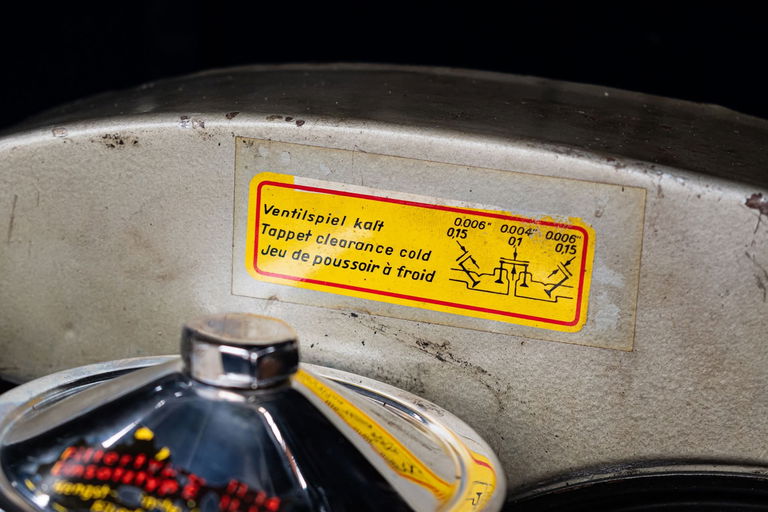 Ventilspiel kalt
Tappet clearance cold
Jeu de poussoir à froid
0.006" 0.004" 0.006"
0,15 0,1 0,15